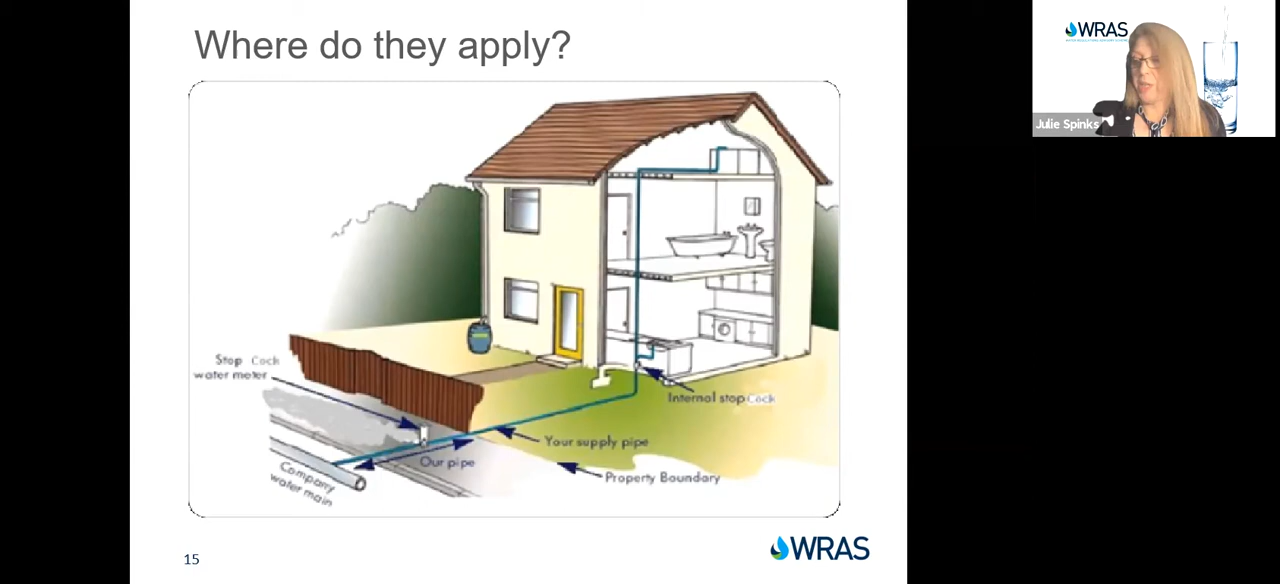 Where do they apply?
WRAS
Julie Spinks
Stop Cock
water meter
Internal stop Cock
Your supply pipe
Our pipe
Property Boundary
Company
water main
15
WRAS